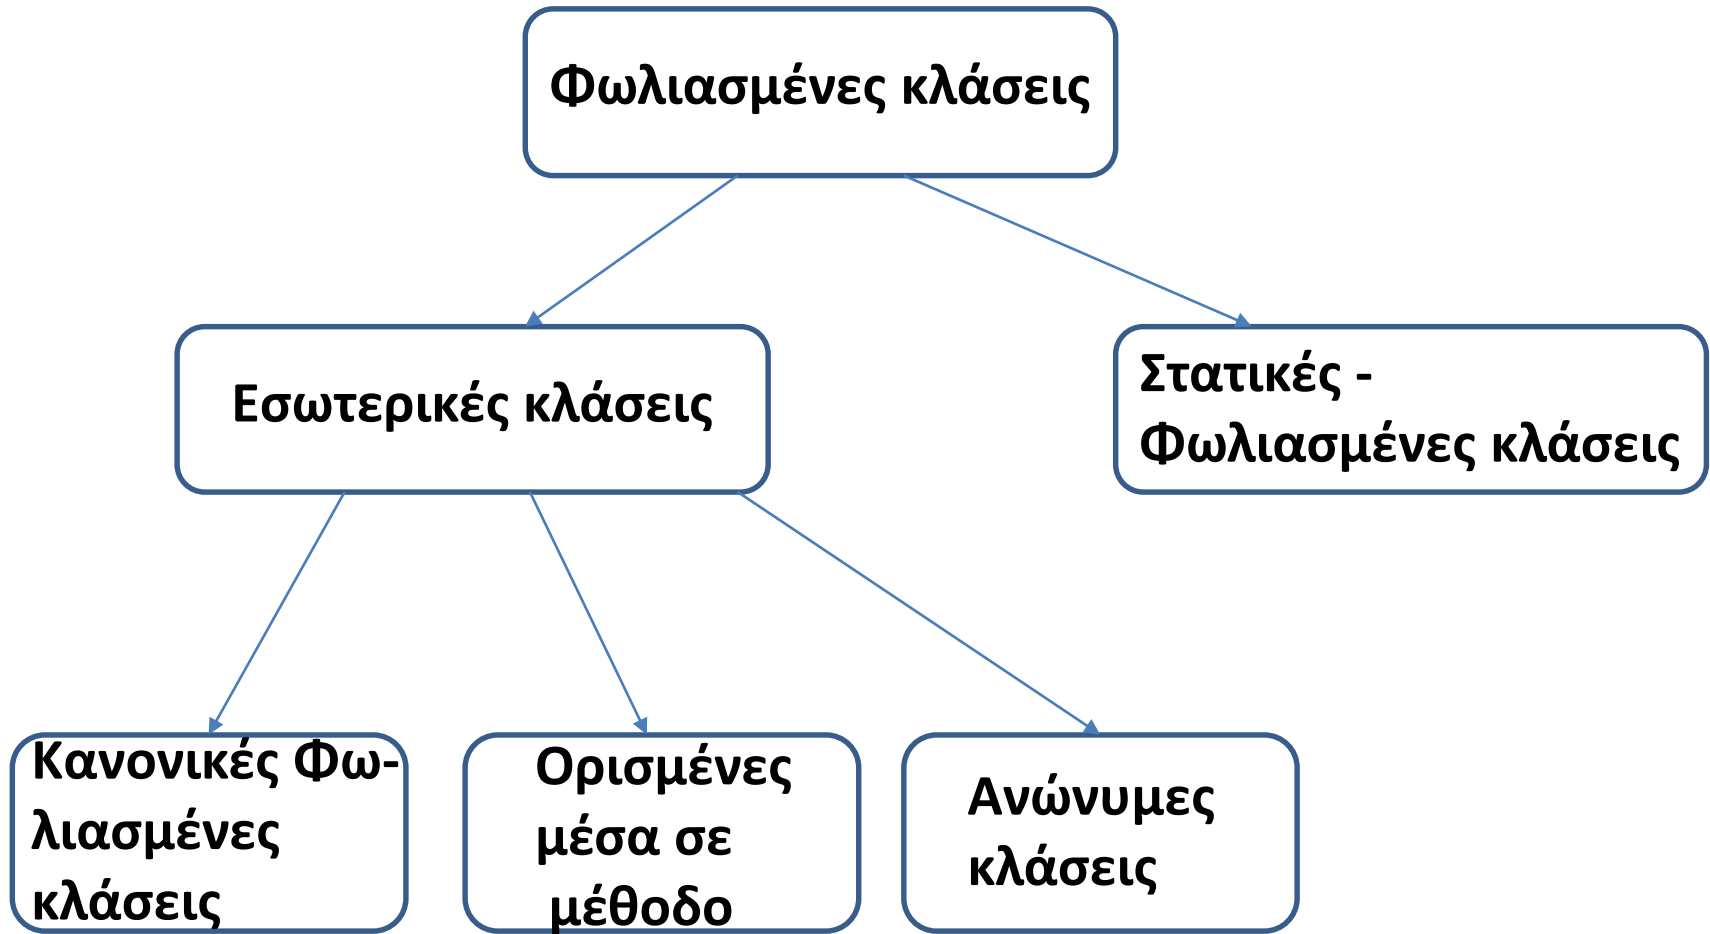 Φωλιασμένες κλάσεις
Εσωτερικές κλάσεις
Στατικές -
Φωλιασμένες κλάσεις
Κανονικές Φω-
λιασμένες
κλάσεις
Ορισμένες
μέσα σε
μέθοδο
Ανώνυμες
κλάσεις